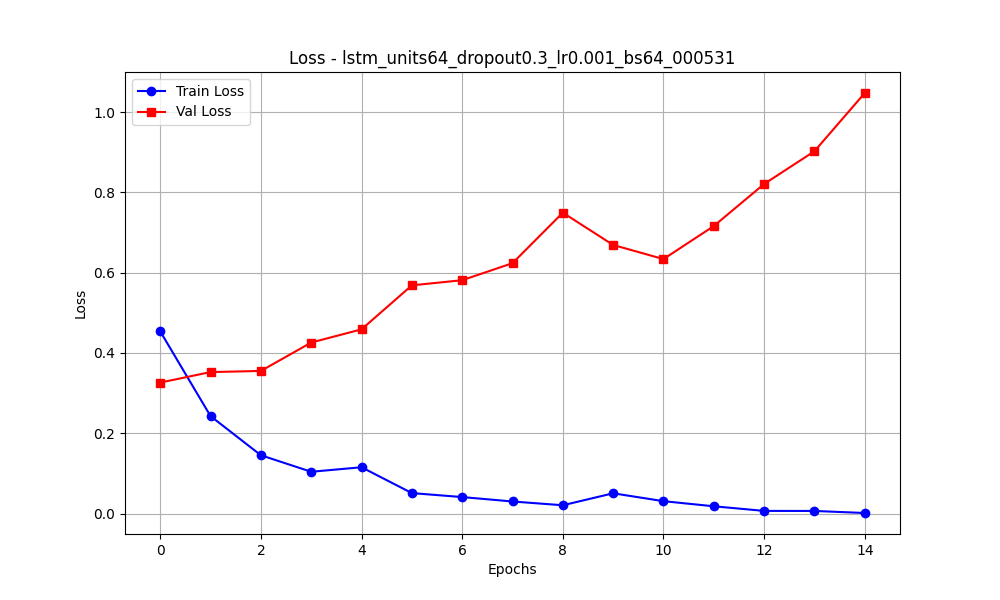 Loss - lstm_units64_dropout0.3_lr0.001_bs64_000531
Train Loss
Val Loss
1.0
0.8
0.6
0.4
0.2
0.0
Loss
0 2 4 6 8 10 12 14
Epochs